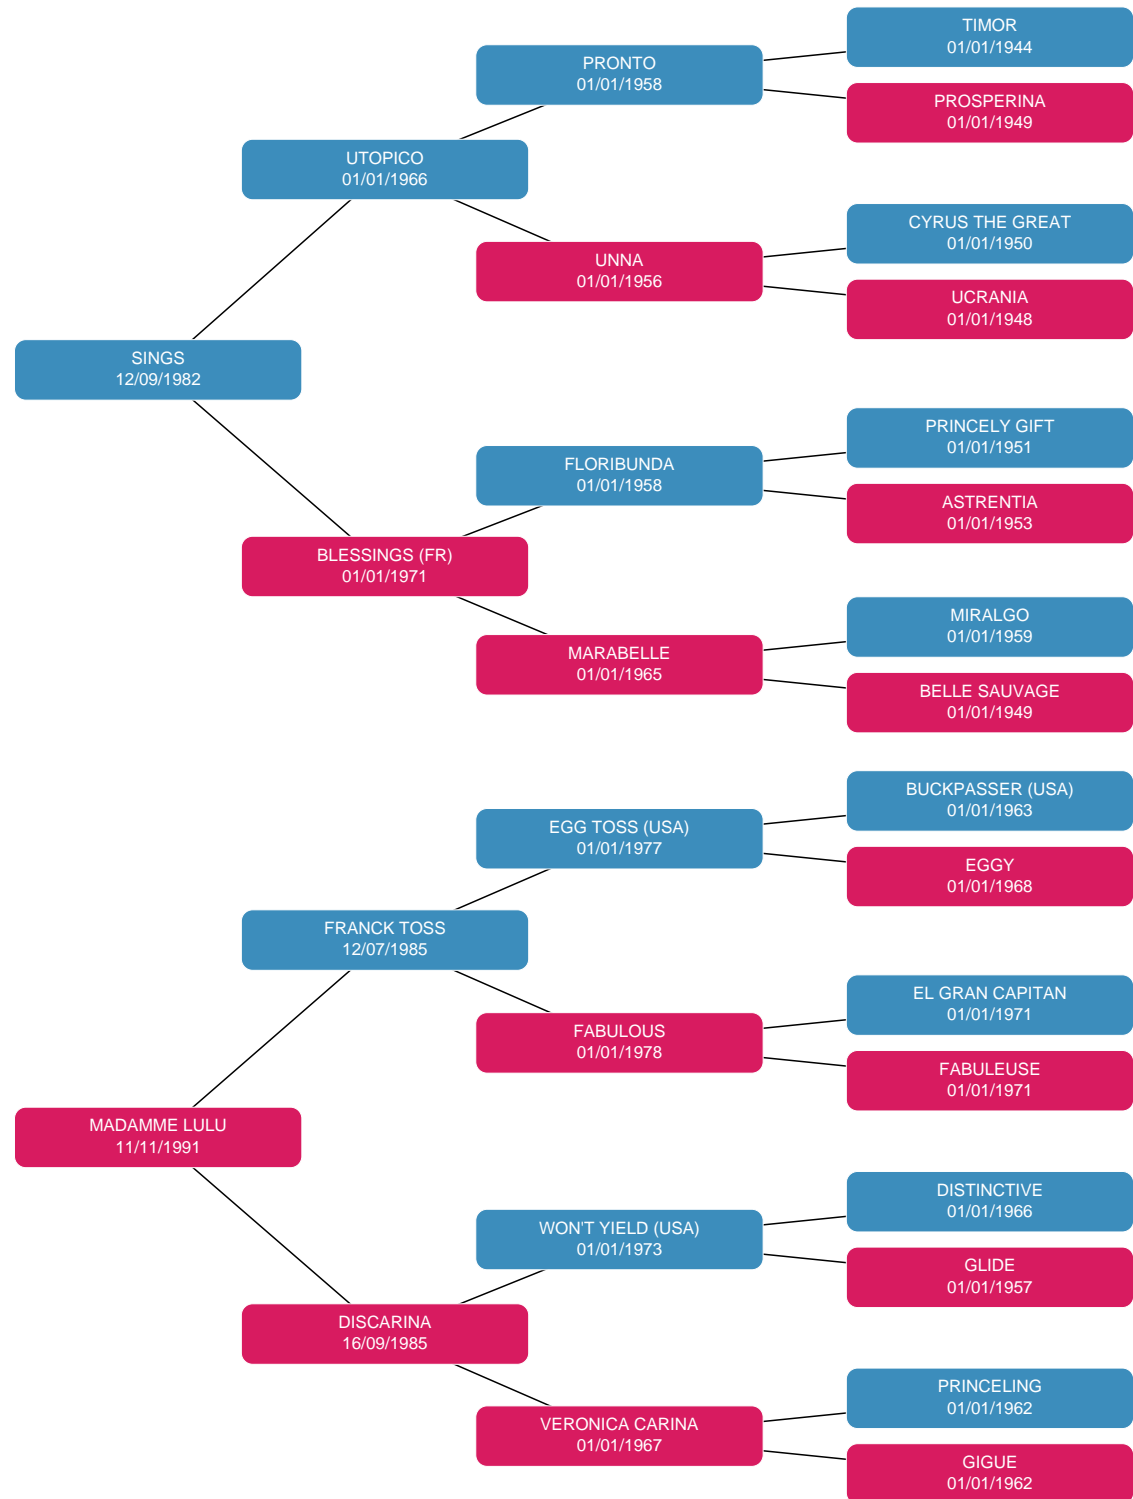 TIMOR
01/01/1944
PRONTO
01/01/1958
PROSPERINA
01/01/1949
UTOPICO
01/01/1966
CYRUS THE GREAT
01/01/1950
UNNA
01/01/1956
UCRANIA
01/01/1948
SINGS
12/09/1982
PRINCELY GIFT
01/01/1951
FLORIBUNDA
01/01/1958
ASTRENTIA
01/01/1953
BLESSINGS (FR)
01/01/1971
MIRALGO
01/01/1959
MARABELLE
01/01/1965
BELLE SAUVAGE
01/01/1949
BUCKPASSER (USA)
01/01/1963
EGG TOSS (USA)
01/01/1977
EGGY
01/01/1968
FRANCK TOSS
12/07/1985
EL GRAN CAPITAN
01/01/1971
FABULOUS
01/01/1978
FABULEUSE
01/01/1971
MADAMME LULU
11/11/1991
DISTINCTIVE
01/01/1966
WON'T YIELD (USA)
01/01/1973
GLIDE
01/01/1957
DISCARINA
16/09/1985
PRINCELING
01/01/1962
VERONICA CARINA
01/01/1967
GIGUE
01/01/1962